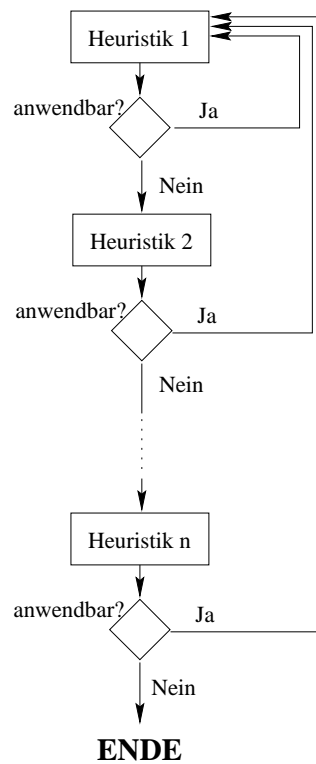 Heuristik 1
anwendbar?
Ja
Nein
Heuristik 2
anwendbar?
Ja
Nein
Heuristik n
anwendbar?
Ja
Nein
ENDE